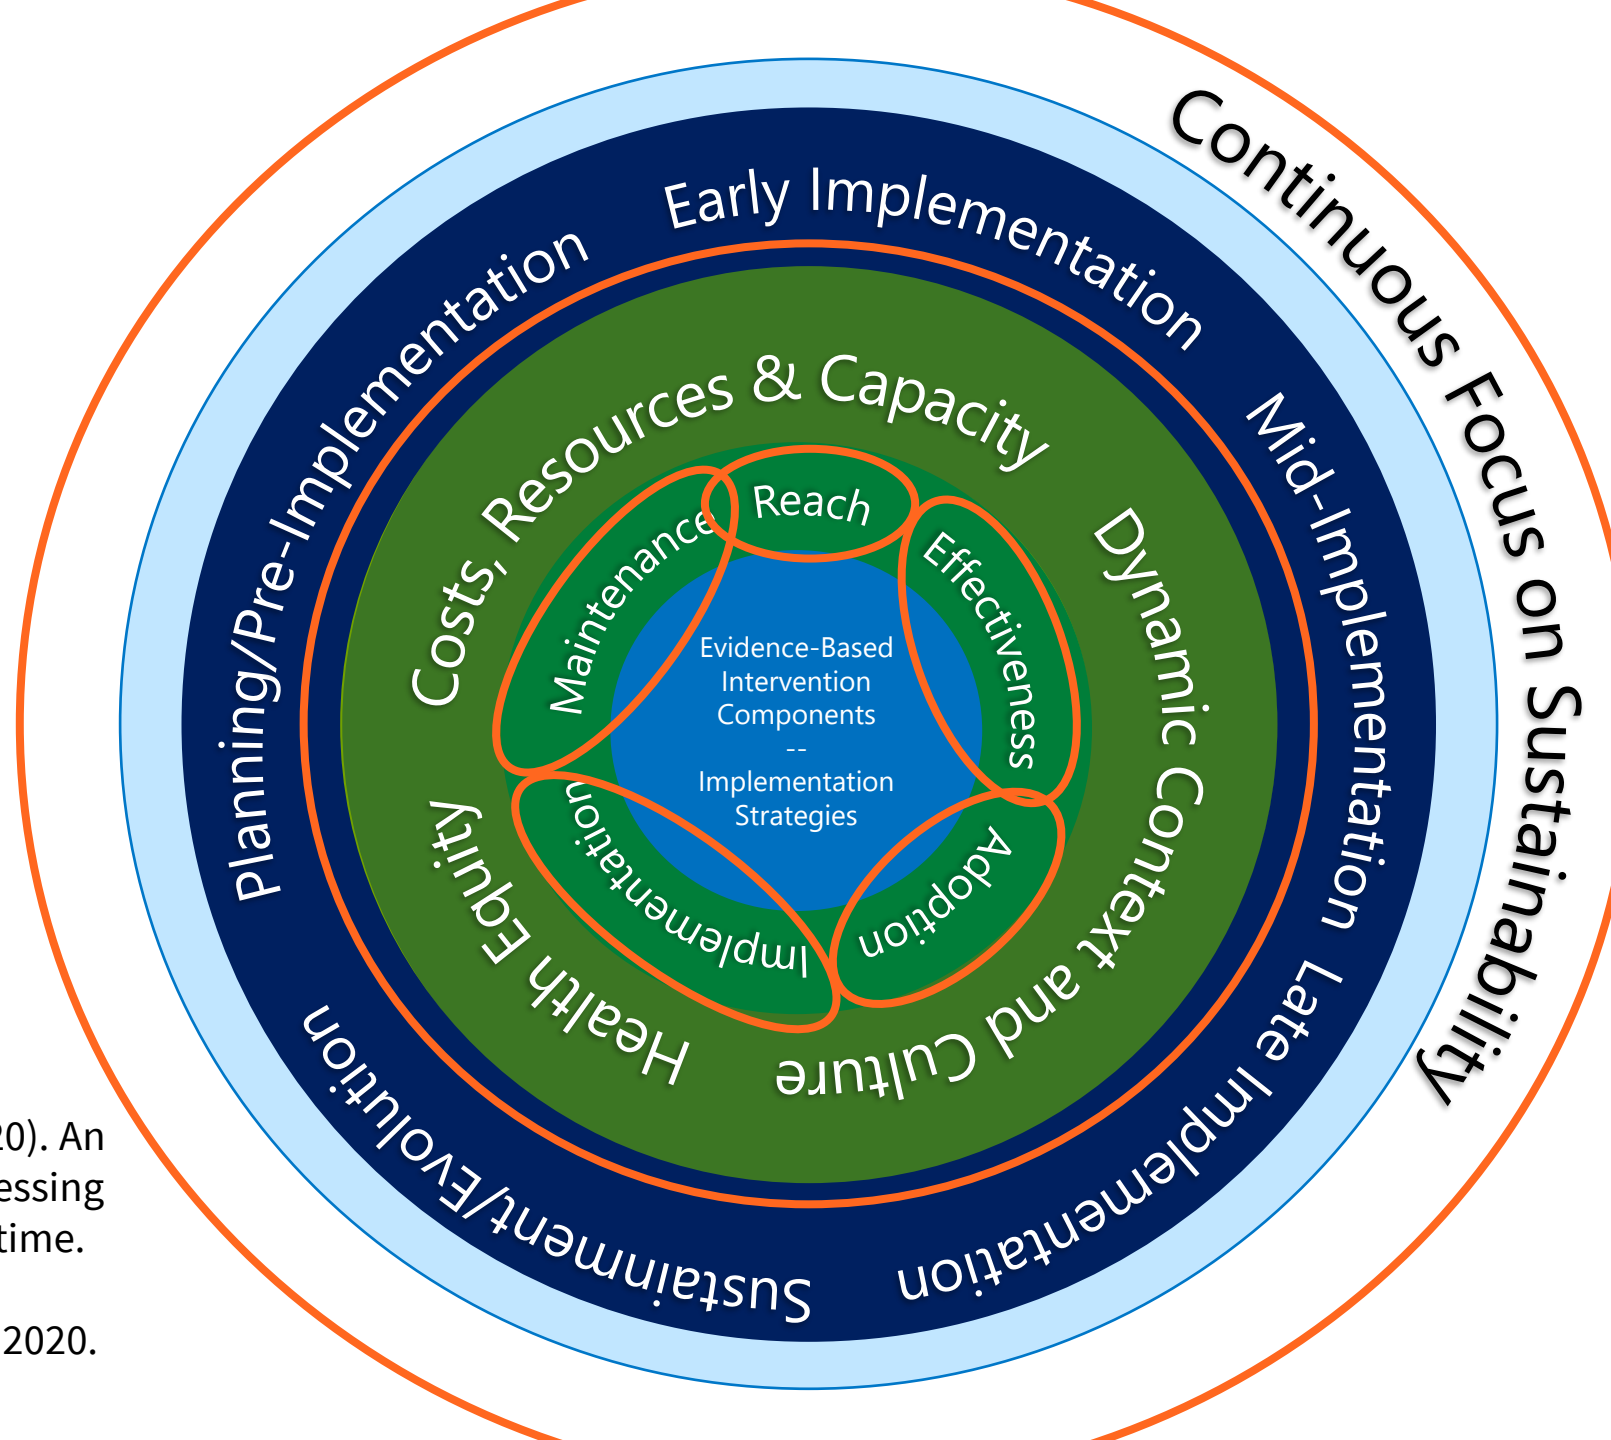 Continuous Focus on Sustainability
Planning/Pre-Implementation
Early Implementation
Mid-Implementation
Late Implementation
Sustainment/Evolution
Costs, Resources & Capacity
Dynamic Context and Culture
Health Equity
Reach
Effectiveness
Adoption
Implementation
Maintenance
Evidence-Based
Intervention
Components
--
Implementation
Strategies
20). An
essing
time.
2020.